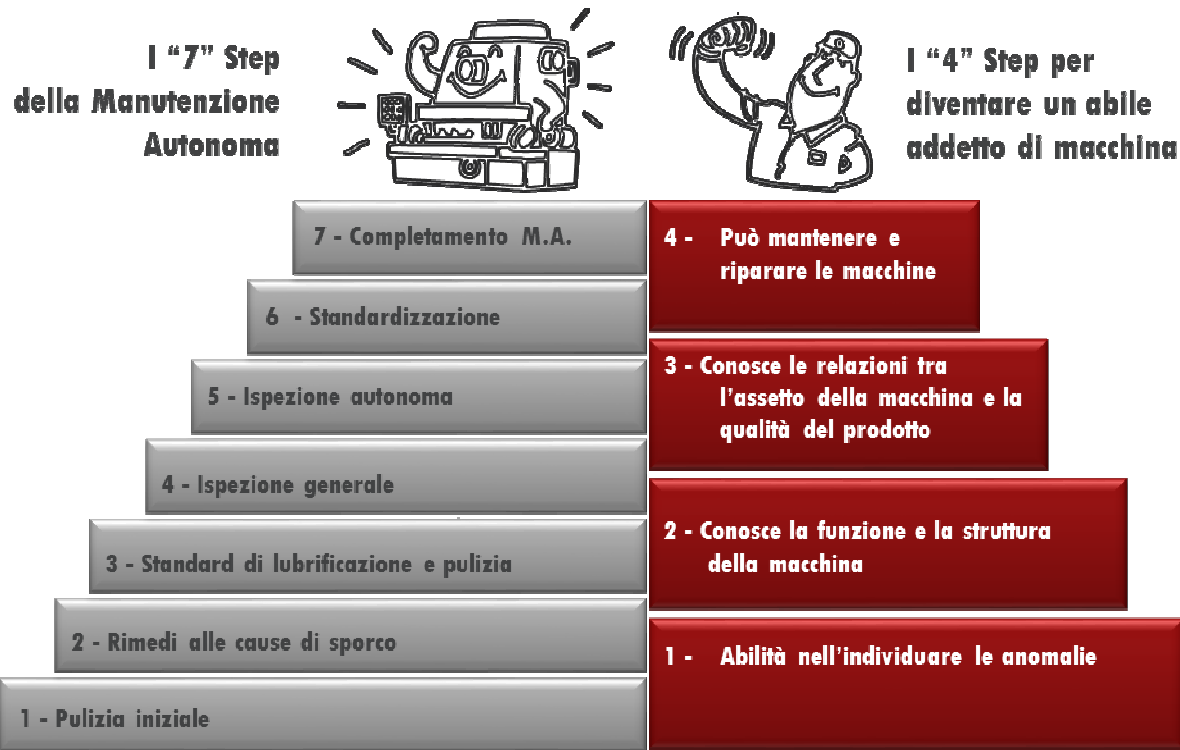 I “7” Step
della Manutenzione
Autonoma
I “4” Step per
diventare un abile
addetto di macchina
7 - Completamento M.A.
6 - Standardizzazione
5 - Ispezione autonoma
4 - Ispezione generale
3 - Standard di lubrificazione e pulizia
2 - Rimedi alle cause di sporco
1 - Pulizia iniziale
4 - Può mantenere e
riparare le macchine
3 - Conosce le relazioni tra
l’assetto della macchina e la
qualità del prodotto
2 - Conosce la funzione e la struttura
della macchina
1 - Abilità nell’individuare le anomalie